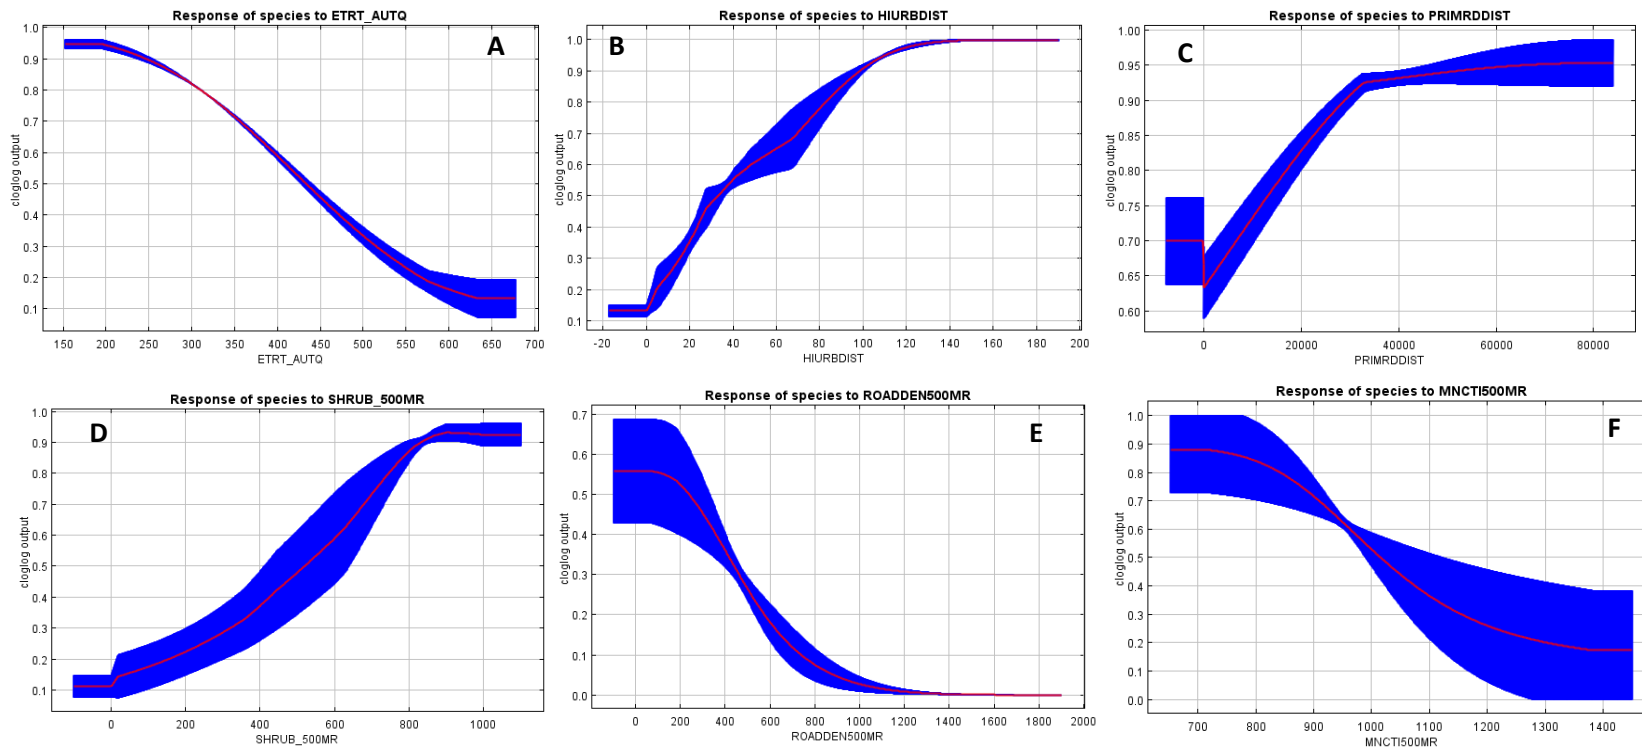 Response of species to ETRT_AUTQ
A
1.0
0.9
0.8
0.7
0.6
0.5
0.4
0.3
0.2
0.1
cloglog output
150 200 250 300 350 400 450 500 550 600 650 700
ETRT_AUTQ
Response of species to HIURBDIST
B
1.0
0.9
0.8
0.7
0.6
0.5
0.4
0.3
0.2
0.1
cloglog output
-20 0 20 40 60 80 100 120 140 160 180 200
HIURBDIST
Response of species to PRIMRDDIST
C
1.00
0.95
0.90
0.85
0.80
0.75
0.70
0.65
0.60
cloglog output
0 20000 40000 60000 80000
PRIMRDDIST
Response of species to SHRUB_500MR
D
1.0
0.9
0.8
0.7
0.6
0.5
0.4
0.3
0.2
0.1
cloglog output
0 200 400 600 800 1000
SHRUB_500MR
Response of species to ROADDEN500MR
E
0.7
0.6
0.5
0.4
0.3
0.2
0.1
0.0
cloglog output
0 200 400 600 800 1000 1200 1400 1600 1800 2000
ROADDEN500MR
Response of species to MNCTI500MR
F
1.0
0.9
0.8
0.7
0.6
0.5
0.4
0.3
0.2
0.1
0.0
cloglog output
700 800 900 1000 1100 1200 1300 1400
MNCTI500MR